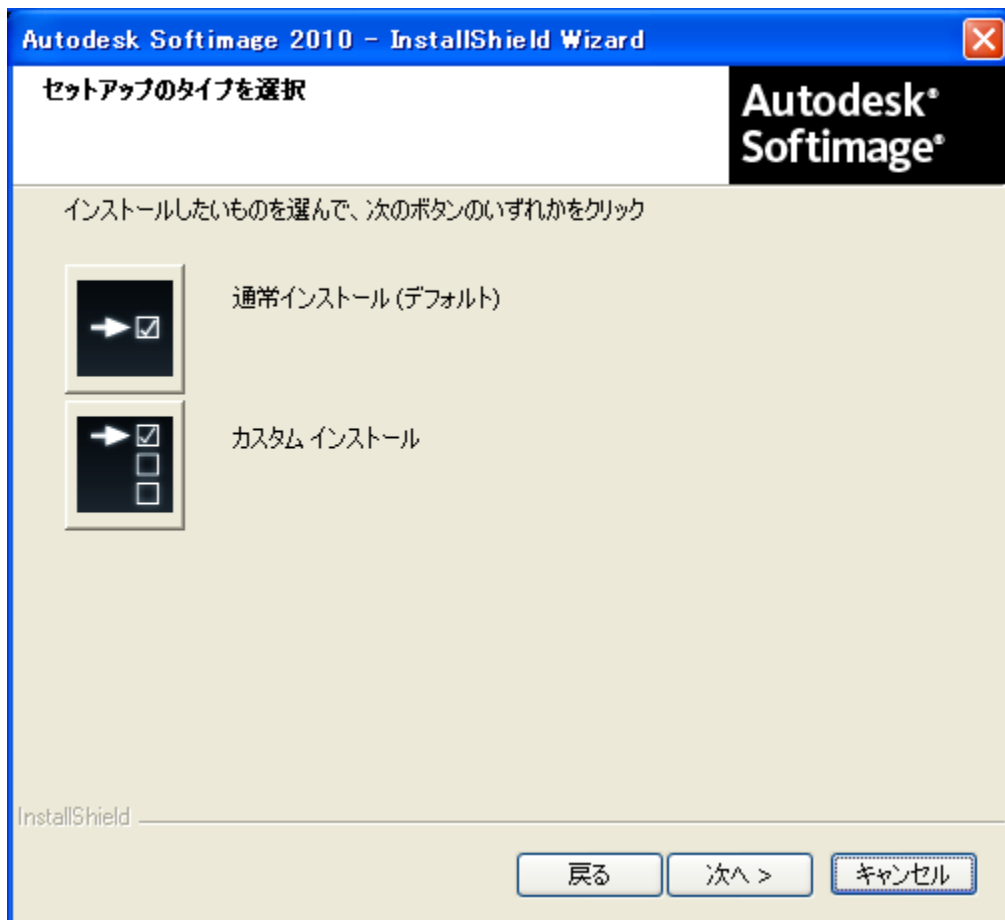 Autodesk Softimage 2010 - InstallShield Wizard
セットアップのタイプを選択
Autodesk®
Softimage®
インストールしたいものを選んで、次のボタンのいずれかをクリック
通常インストール (デフォルト)
カスタム インストール
InstallShield
戻る
次へ >
キャンセル